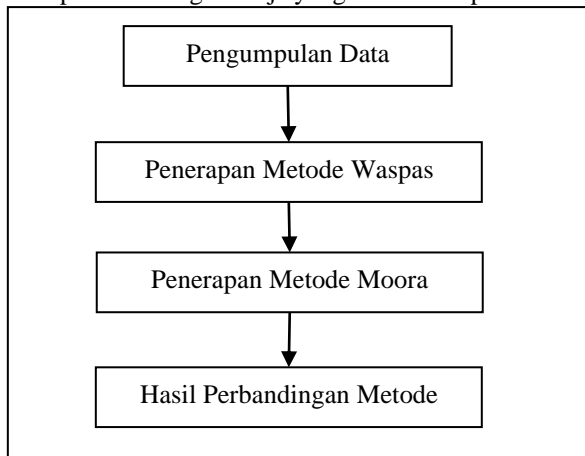 Pengumpulan Data
Penerapan Metode Waspas
Penerapan Metode Moora
Hasil Perbandingan Metode